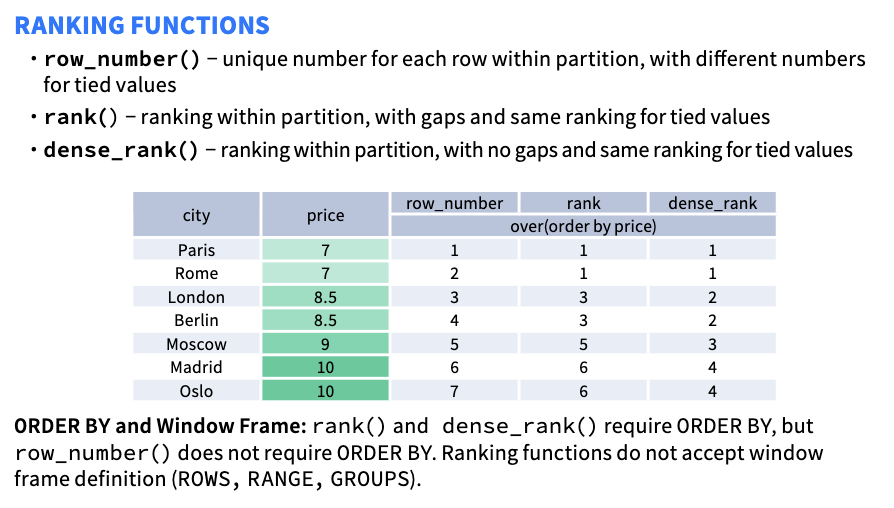 RANKING FUNCTIONS
• row_number() − unique number for each row within partition, with different numbers
for tied values
• rank() − ranking within partition, with gaps and same ranking for tied values
• dense_rank() − ranking within partition, with no gaps and same ranking for tied values
city price row_number rank dense_rank
over(order by price)
Paris 7 1 1 1
Rome 7 2 1 1
London 8.5 3 3 2
Berlin 8.5 4 3 2
Moscow 9 5 5 3
Madrid 10 6 6 4
Oslo 10 7 6 4
ORDER BY and Window Frame: rank() and dense_rank() require ORDER BY, but
row_number() does not require ORDER BY. Ranking functions do not accept window
frame definition (ROWS, RANGE, GROUPS).